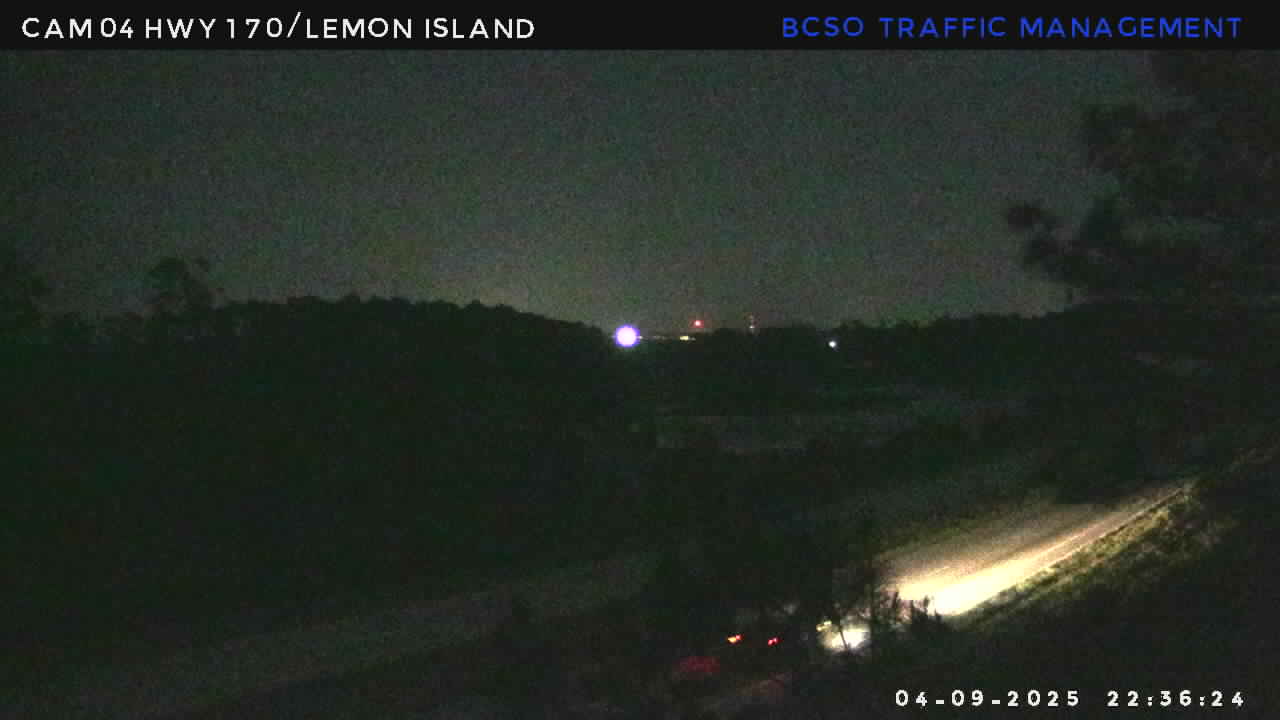 CAM04 HWY 170/LEMON ISLAND
BCSO TRAFFIC MANAGEMENT
04-09-2025 22:36:24